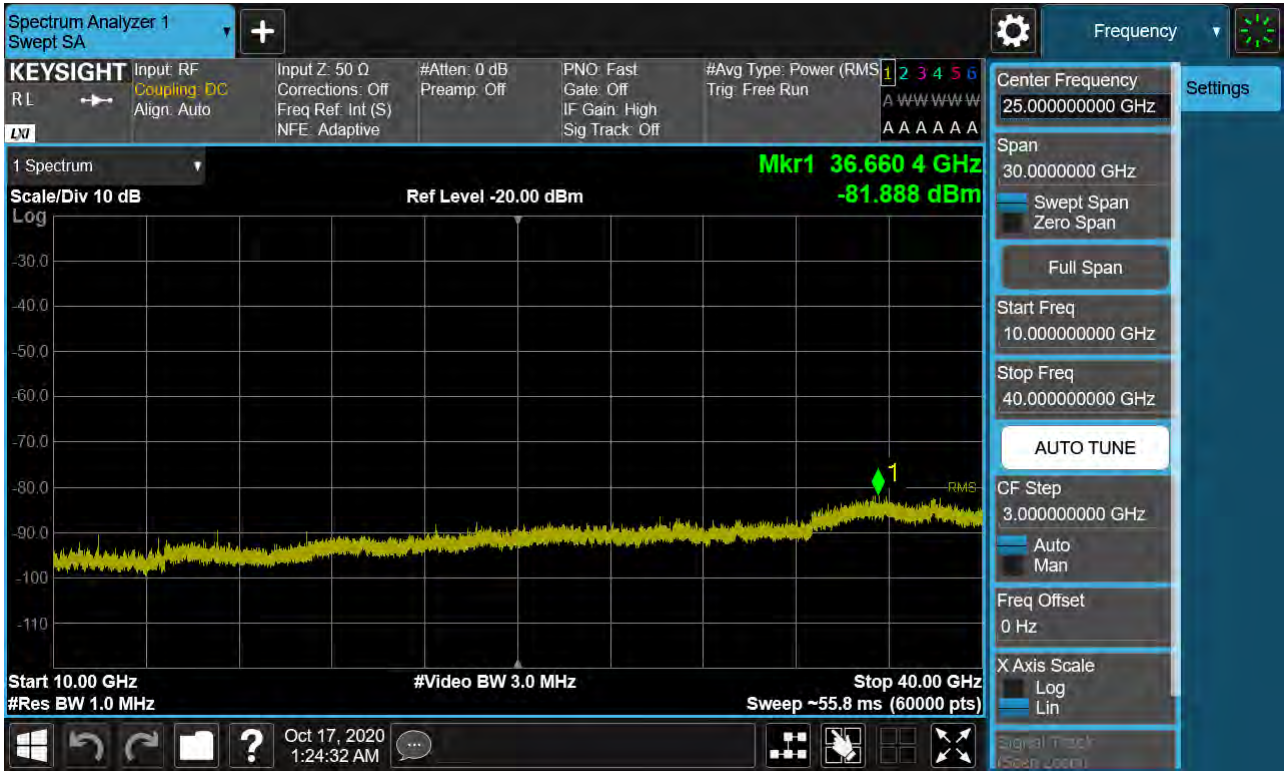 Spectrum Analyzer 1
Swept SA
+
Frequency
KEYSIGHT
RL
LXI
Input: RF
Coupling: DC
Align: Auto
Input Z: 50 Ω
Corrections: Off
Freq Ref: Int (S)
NFE: Adaptive
#Atten: 0 dB
Preamp: Off
PNO: Fast
Gate: Off
IF Gain: High
Sig Track: Off
#Avg Type: Power (RMS
Trig: Free Run
1 2 3 4 5 6
A W W W W W
A A A A A A
1 Spectrum
Mkr1 36.660 4 GHz
-81.888 dBm
Scale/Div 10 dB
Ref Level -20.00 dBm
Log
-30.0
-40.0
-50.0
-60.0
-70.0
-80.0
-90.0
-100
-110
1
RMS
Start 10.00 GHz
#Video BW 3.0 MHz
Stop 40.00 GHz
#Res BW 1.0 MHz
Sweep ~55.8 ms (60000 pts)
?
Oct 17, 2020
1:24:32 AM
Center Frequency
25.000000000 GHz
Span
30.0000000 GHz
Swept Span
Zero Span
Full Span
Start Freq
10.000000000 GHz
Stop Freq
40.000000000 GHz
AUTO TUNE
CF Step
3.000000000 GHz
Auto
Man
Freq Offset
0 Hz
X Axis Scale
Log
Lin
Signal Track
(Span Zoom)
Settings